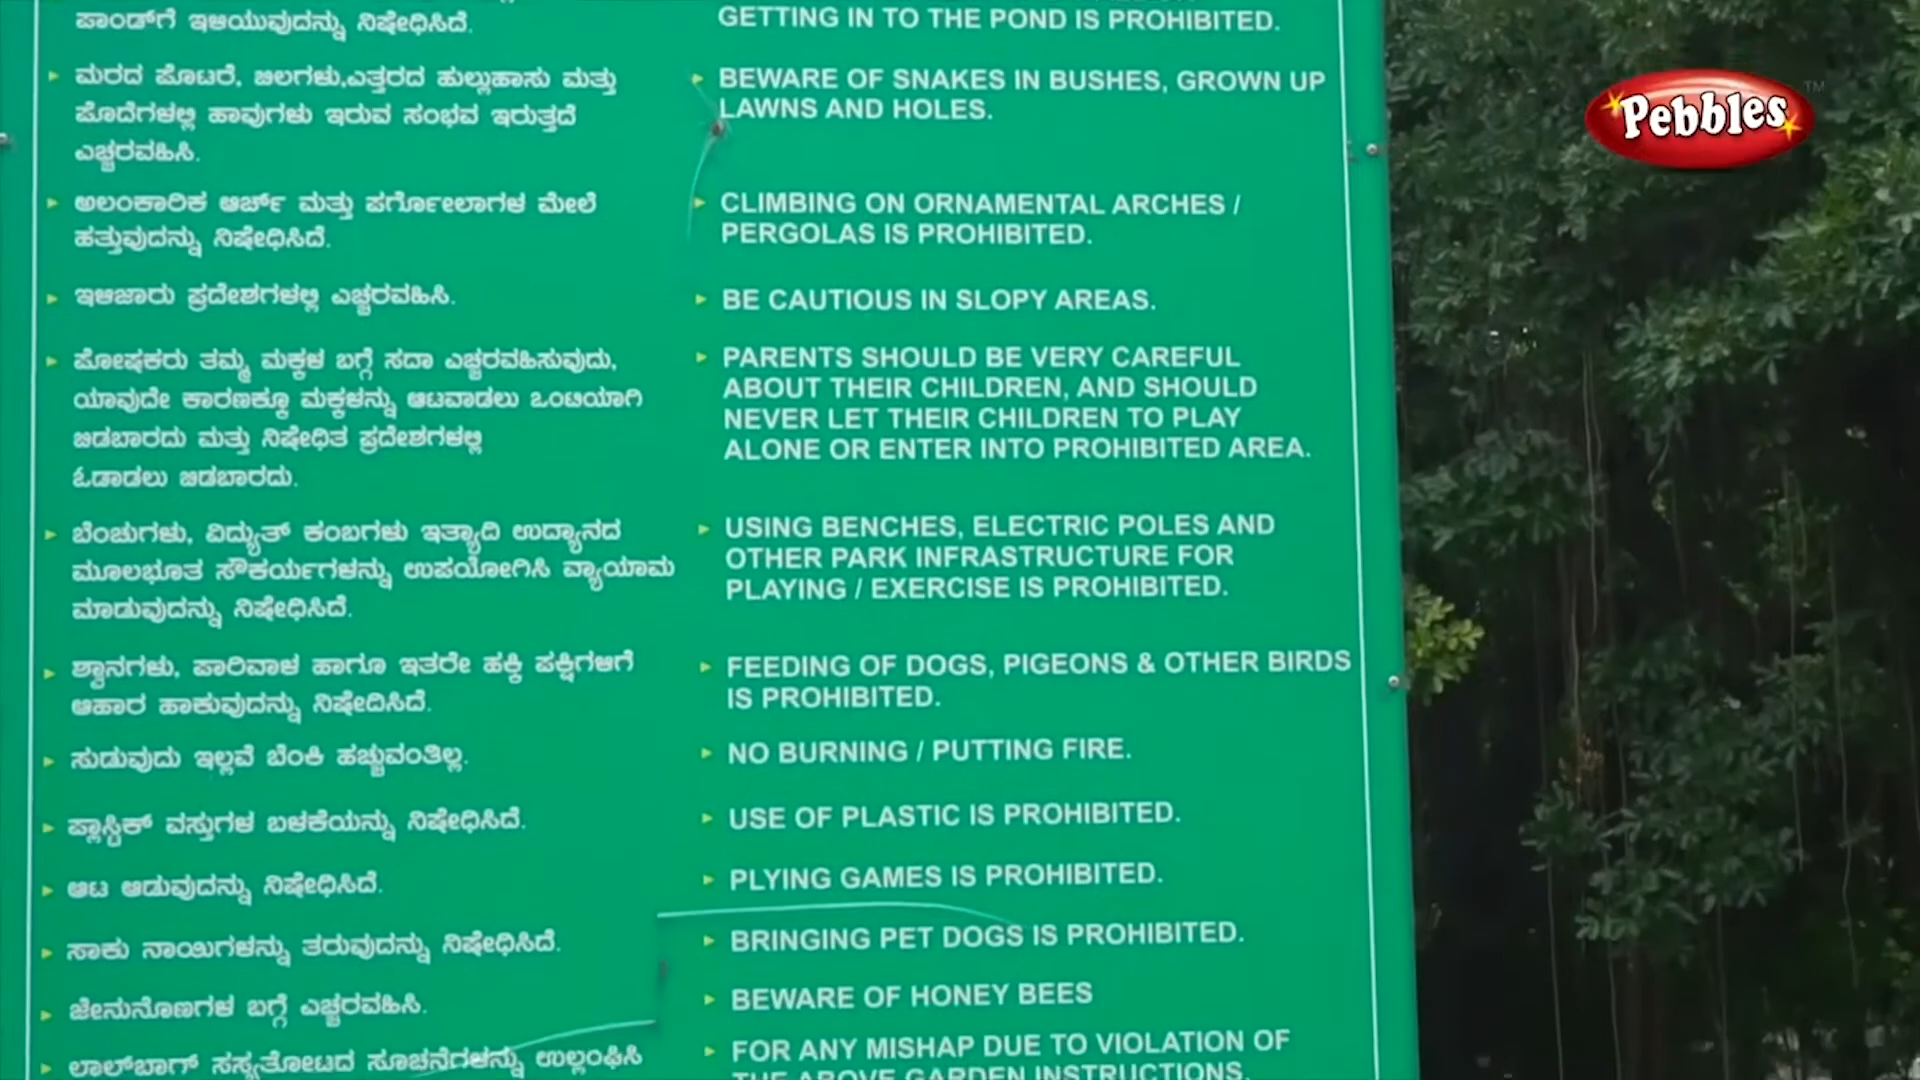 ಪಾಂಡ್‌ಗೆ ಇಳಿಯುವುದನ್ನು ನಿಷೇಧಿಸಿದೆ.
ಮರದ ಪೊಟರೆ, ಬಿಲಗಳು,ಎತ್ತರದ ಹುಲ್ಲುಹಾಸು ಮತ್ತು
ಪೊದೆಗಳಲ್ಲಿ ಹಾವುಗಳು ಇರುವ ಸಂಭವ ಇರುತ್ತದೆ
ಎಚ್ಚರವಹಿಸಿ.
ಅಲಂಕಾರಿಕ ಆರ್ಚ್ ಮತ್ತು ಪರ್ಗೋಲಾಗಳ ಮೇಲೆ
ಹತ್ತುವುದನ್ನು ನಿಷೇಧಿಸಿದೆ.
ಇಳಿಜಾರು ಪ್ರದೇಶಗಳಲ್ಲಿ ಎಚ್ಚರವಹಿಸಿ.
ಪೋಷಕರು ತಮ್ಮ ಮಕ್ಕಳ ಬಗ್ಗೆ ಸದಾ ಎಚ್ಚರವಹಿಸುವುದು,
ಯಾವುದೇ ಕಾರಣಕ್ಕೂ ಮಕ್ಕಳನ್ನು ಆಟವಾಡಲು ಒಂಟಿಯಾಗಿ
ಬಿಡಬಾರದು ಮತ್ತು ನಿಷೇಧಿತ ಪ್ರದೇಶಗಳಲ್ಲಿ
ಓಡಾಡಲು ಬಿಡಬಾರದು.
ಬೆಂಚುಗಳು, ವಿದ್ಯುತ್ ಕಂಬಗಳು ಇತ್ಯಾದಿ ಉದ್ಯಾನದ
ಮೂಲಭೂತ ಸೌಕರ್ಯಗಳನ್ನು ಉಪಯೋಗಿಸಿ ವ್ಯಾಯಾಮ
ಮಾಡುವುದನ್ನು ನಿಷೇಧಿಸಿದೆ.
ಶ್ವಾನಗಳು, ಪಾರಿವಾಳ ಹಾಗೂ ಇತರೇ ಹಕ್ಕಿ ಪಕ್ಷಿಗಳಿಗೆ
ಆಹಾರ ಹಾಕುವುದನ್ನು ನಿಷೇದಿಸಿದೆ.
ಸುಡುವುದು ಇಲ್ಲವೆ ಬೆಂಕಿ ಹಚ್ಚುವಂತಿಲ್ಲ.
ಪ್ಲಾಸ್ಟಿಕ್ ವಸ್ತುಗಳ ಬಳಕೆಯನ್ನು ನಿಷೇಧಿಸಿದೆ.
ಆಟ ಆಡುವುದನ್ನು ನಿಷೇಧಿಸಿದೆ.
ಸಾಕು ನಾಯಿಗಳನ್ನು ತರುವುದನ್ನು ನಿಷೇಧಿಸಿದೆ.
ಜೇನುನೊಣಗಳ ಬಗ್ಗೆ ಎಚ್ಚರವಹಿಸಿ.
ಲಾಲ್‌ಬಾಗ್ ಸಸ್ಯತೋಟದ ಸೂಚನೆಗಳನ್ನು ಉಲ್ಲಂಘಿಸಿ
GETTING IN TO THE POND IS PROHIBITED.
BEWARE OF SNAKES IN BUSHES, GROWN UP
LAWNS AND HOLES.
CLIMBING ON ORNAMENTAL ARCHES /
PERGOLAS IS PROHIBITED.
BE CAUTIOUS IN SLOPY AREAS.
PARENTS SHOULD BE VERY CAREFUL
ABOUT THEIR CHILDREN, AND SHOULD
NEVER LET THEIR CHILDREN TO PLAY
ALONE OR ENTER INTO PROHIBITED AREA.
USING BENCHES, ELECTRIC POLES AND
OTHER PARK INFRASTRUCTURE FOR
PLAYING / EXERCISE IS PROHIBITED.
FEEDING OF DOGS, PIGEONS & OTHER BIRDS
IS PROHIBITED.
NO BURNING / PUTTING FIRE.
USE OF PLASTIC IS PROHIBITED.
PLYING GAMES IS PROHIBITED.
BRINGING PET DOGS IS PROHIBITED.
BEWARE OF HONEY BEES
FOR ANY MISHAP DUE TO VIOLATION OF
THE ABOVE GARDEN INSTRUCTIONS,
Pebbles TM